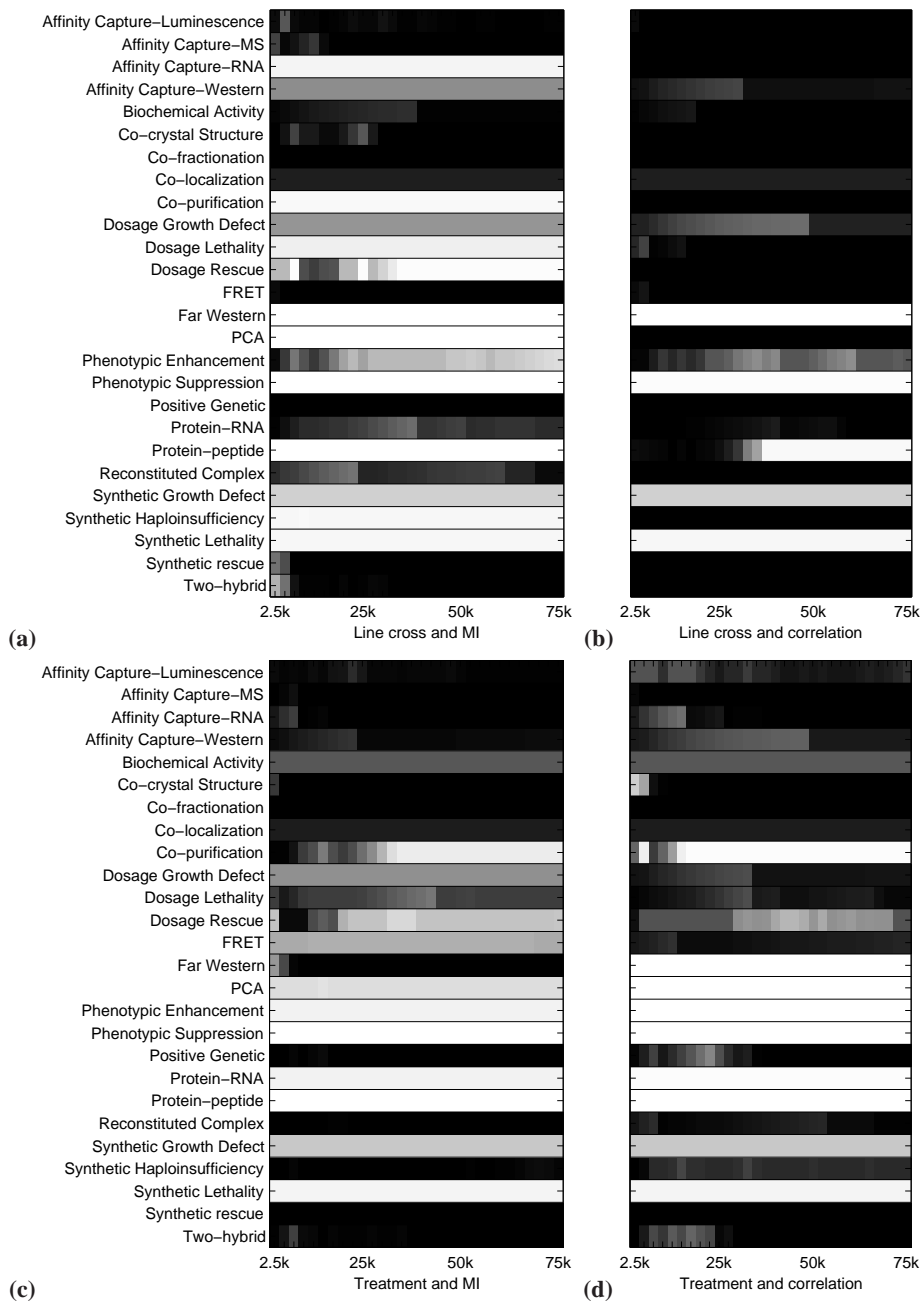 Affinity Capture−Luminescence
Affinity Capture−MS
Affinity Capture−RNA
Affinity Capture−Western
Biochemical Activity
Co−crystal Structure
Co−fractionation
Co−localization
Co−purification
Dosage Growth Defect
Dosage Lethality
Dosage Rescue
FRET
Far Western
PCA
Phenotypic Enhancement
Phenotypic Suppression
Positive Genetic
Protein−RNA
Protein−peptide
Reconstituted Complex
Synthetic Growth Defect
Synthetic Haploinsufficiency
Synthetic Lethality
Synthetic rescue
Two−hybrid
2.5k 25k 50k 75k
(a) Line cross and MI
2.5k 25k 50k 75k
(b) Line cross and correlation
Affinity Capture−Luminescence
Affinity Capture−MS
Affinity Capture−RNA
Affinity Capture−Western
Biochemical Activity
Co−crystal Structure
Co−fractionation
Co−localization
Co−purification
Dosage Growth Defect
Dosage Lethality
Dosage Rescue
FRET
Far Western
PCA
Phenotypic Enhancement
Phenotypic Suppression
Positive Genetic
Protein−RNA
Protein−peptide
Reconstituted Complex
Synthetic Growth Defect
Synthetic Haploinsufficiency
Synthetic Lethality
Synthetic rescue
Two−hybrid
2.5k 25k 50k 75k
(c) Treatment and MI
2.5k 25k 50k 75k
(d) Treatment and correlation